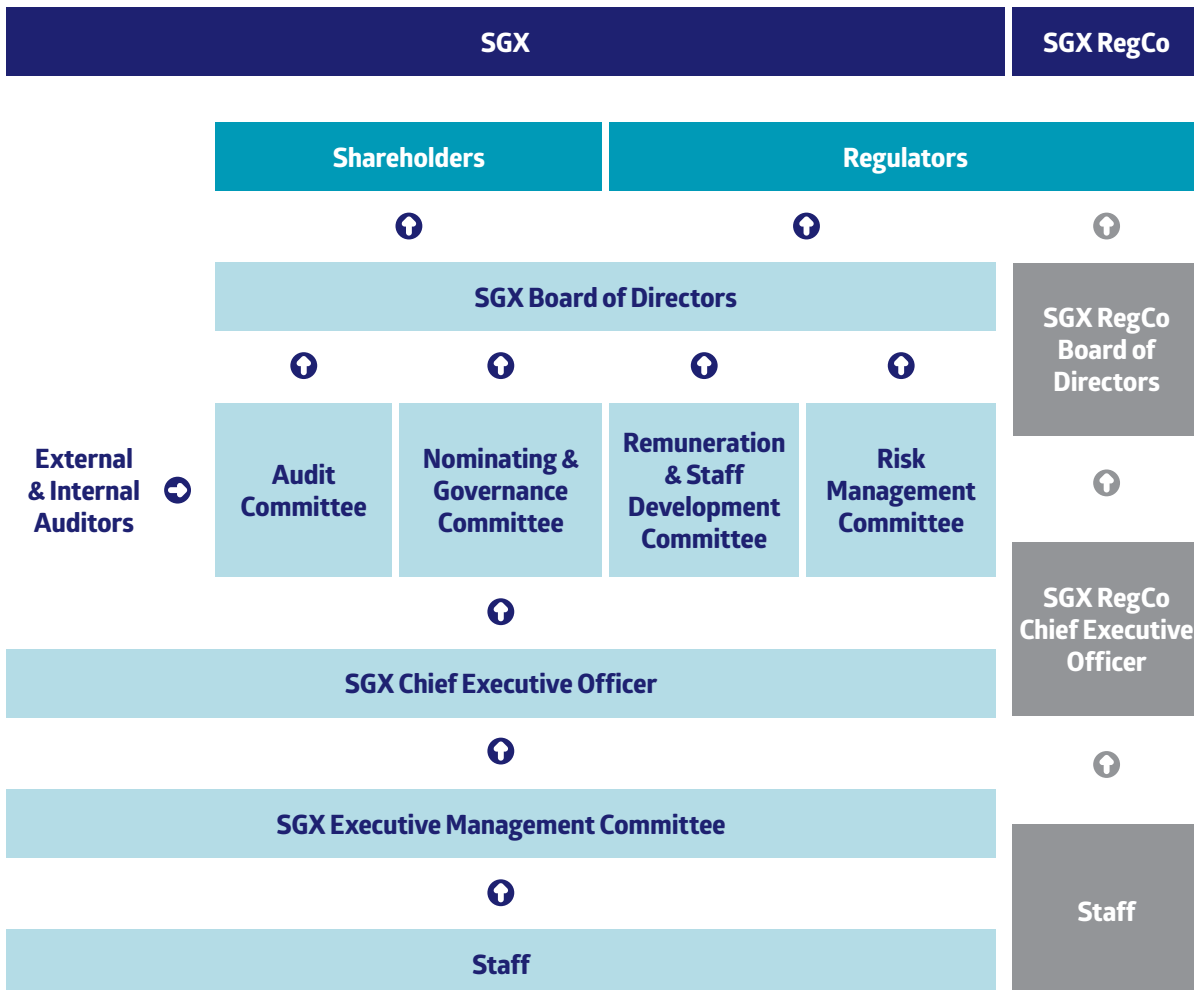 SGX
SGX RegCo
Shareholders
Regulators
SGX Board of Directors
SGX RegCo
Board of
Directors
External
& Internal
Auditors
Audit
Committee
Nominating &
Governance
Committee
Remuneration
& Staff
Development
Committee
Risk
Management
Committee
SGX RegCo
Chief Executive
Officer
SGX Chief Executive Officer
SGX Executive Management Committee
Staff
Staff